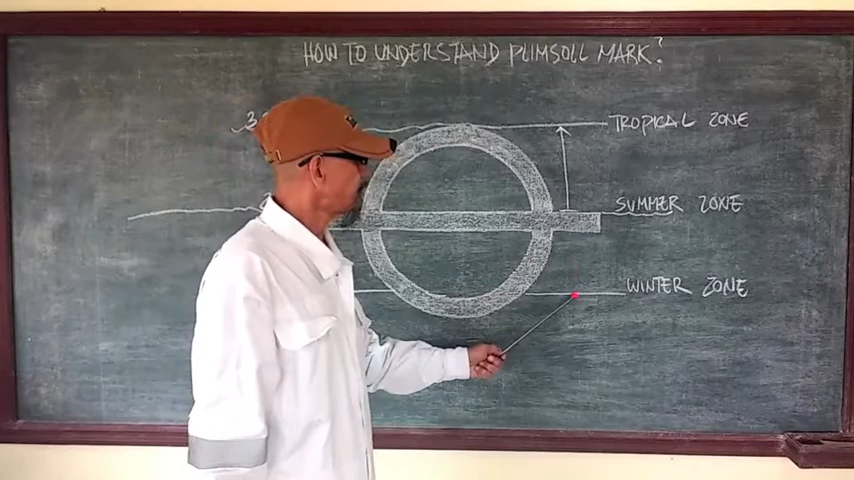 HOW TO UNDERSTAND PLIMSOLL MARK?
TROPICAL ZONE
SUMMER ZONE
WINTER ZONE